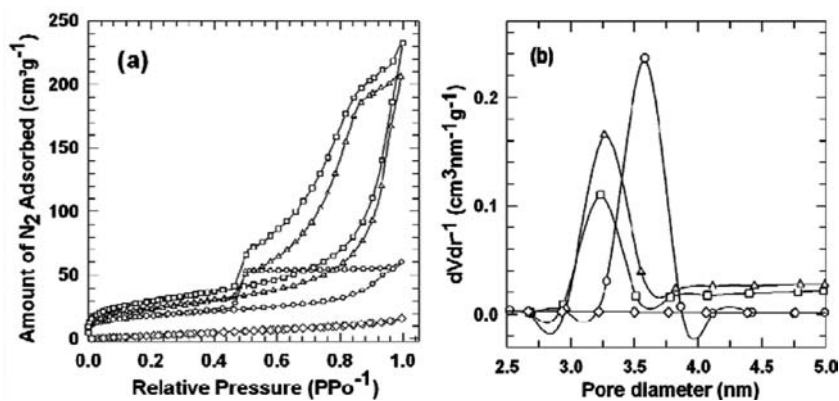 (a)
250
200
150
100
50
0
0.0 0.2 0.4 0.6 0.8 1.0
Amount of N2 Adsorbed (cm³g⁻¹)
Relative Pressure (PPo⁻¹)
(b)
0.2
0.1
0.0
2.5 3.0 3.5 4.0 4.5 5.0
dVdr⁻¹ (cm³nm⁻¹g⁻¹)
Pore diameter (nm)